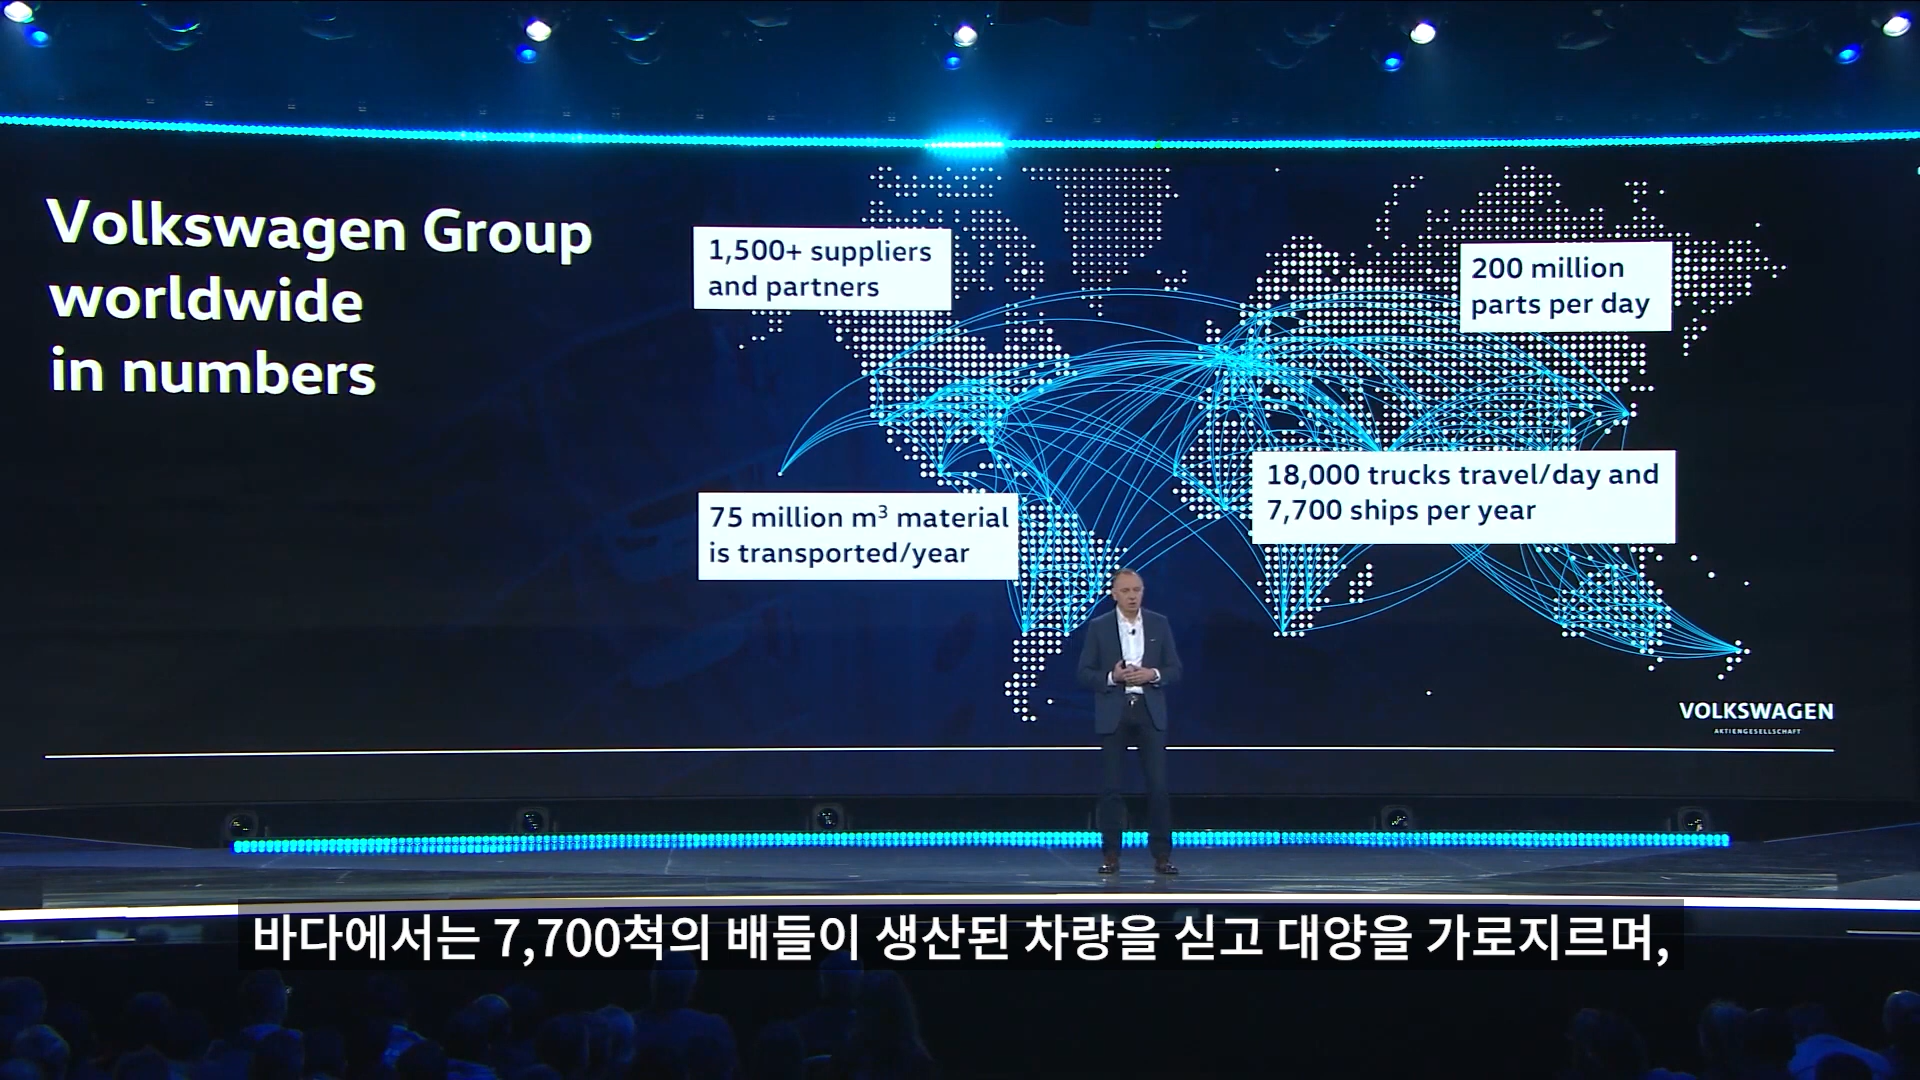 Volkswagen Group
worldwide
in numbers
1,500+ suppliers
and partners
200 million
parts per day
75 million m³ material
is transported/year
18,000 trucks travel/day and
7,700 ships per year
VOLKSWAGEN
AKTIENGESELLSCHAFT
바다에서는 7,700척의 배들이 생산된 차량을 싣고 대양을 가로지르며,